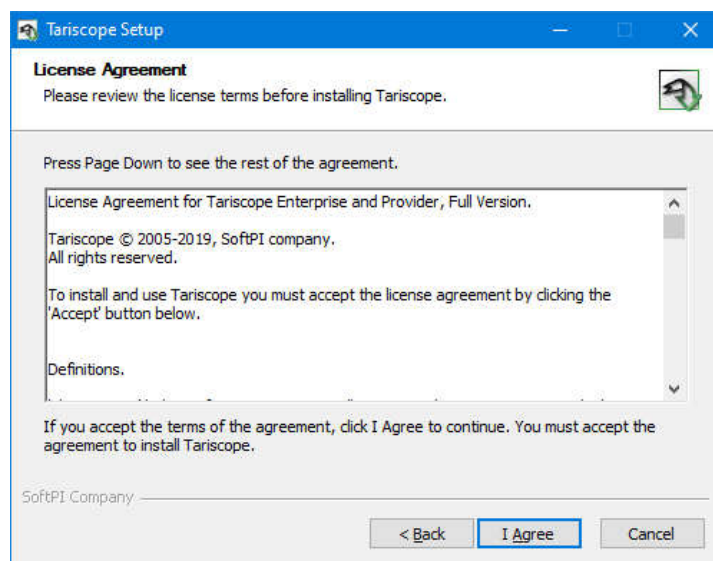 Tariscope Setup
License Agreement
Please review the license terms before installing Tariscope.
Press Page Down to see the rest of the agreement.
License Agreement for Tariscope Enterprise and Provider, Full Version.
Tariscope © 2005-2019, SoftPI company.
All rights reserved.
To install and use Tariscope you must accept the license agreement by clicking the
'Accept' button below.
Definitions.
If you accept the terms of the agreement, click I Agree to continue. You must accept the
agreement to install Tariscope.
SoftPI Company
< Back I Agree Cancel